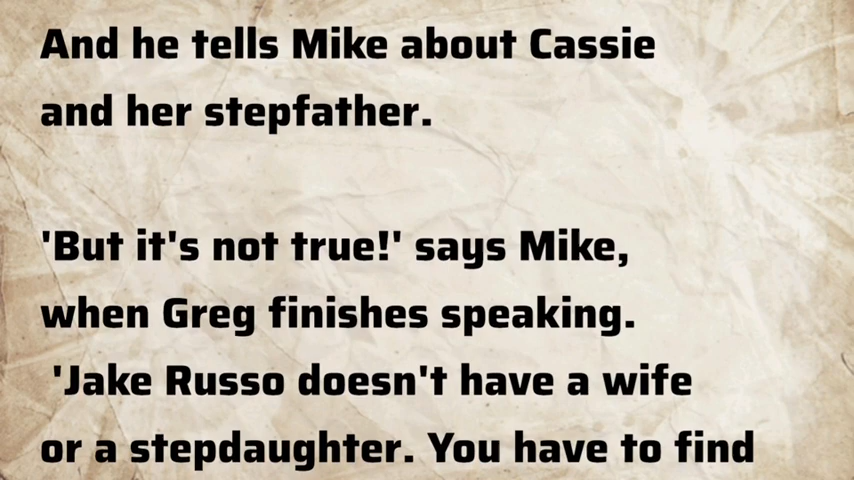 And he tells Mike about Cassie
and her stepfather.
'But it's not true!' says Mike,
when Greg finishes speaking.
'Jake Russo doesn't have a wife
or a stepdaughter. You have to find